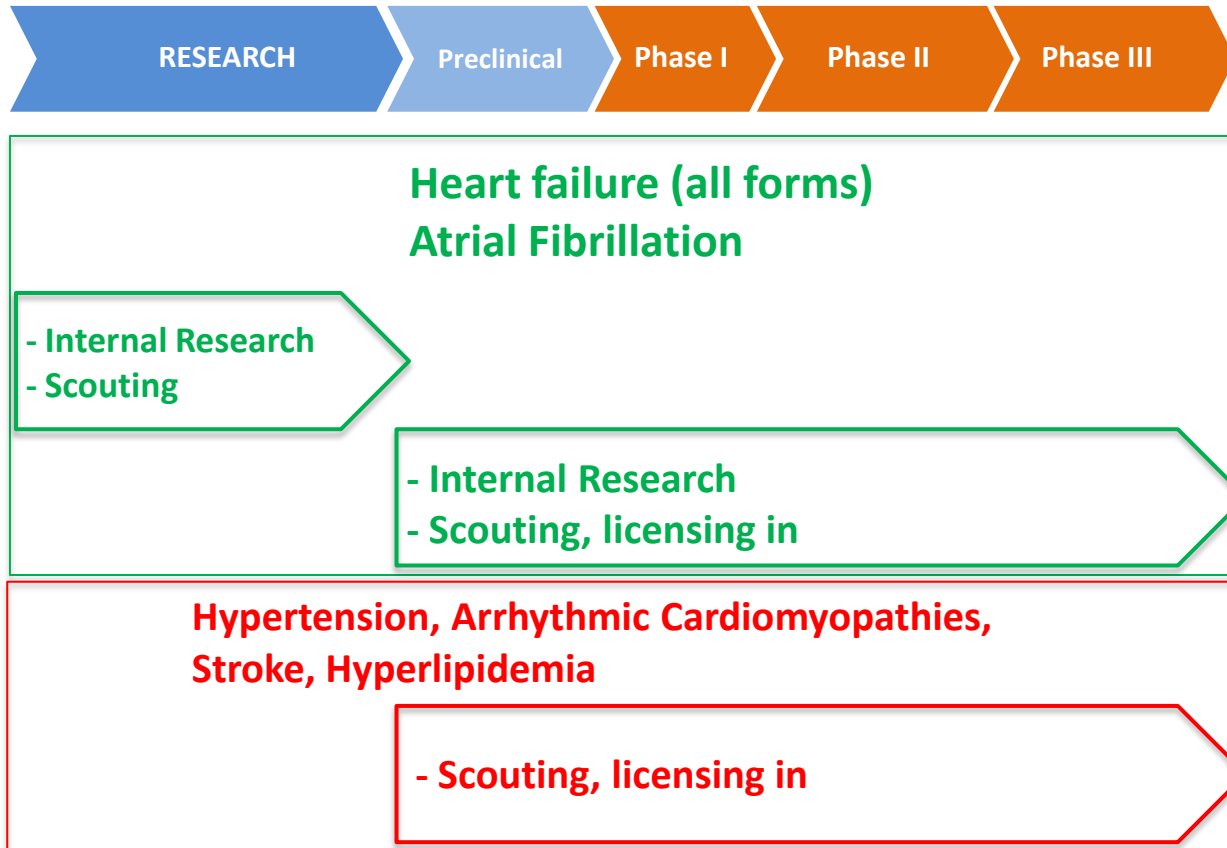 RESEARCH
Preclinical
Phase I
Phase II
Phase III
Heart failure (all forms)
Atrial Fibrillation
- Internal Research
- Scouting
- Internal Research
- Scouting, licensing in
Hypertension, Arrhythmic Cardiomyopathies,
Stroke, Hyperlipidemia
- Scouting, licensing in